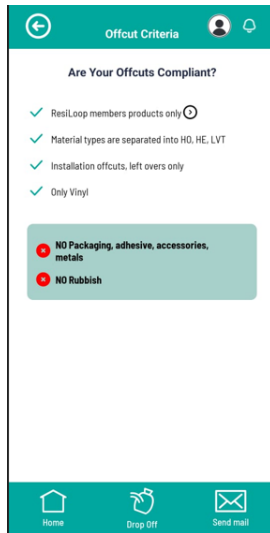 Offcut Criteria
Are Your Offcuts Compliant?
ResiLoop members products only
Material types are separated into HO, HE, LVT
Installation offcuts, left overs only
Only Vinyl
NO Packaging, adhesive, accessories,
metals
NO Rubbish
Home
Drop Off
Send mail